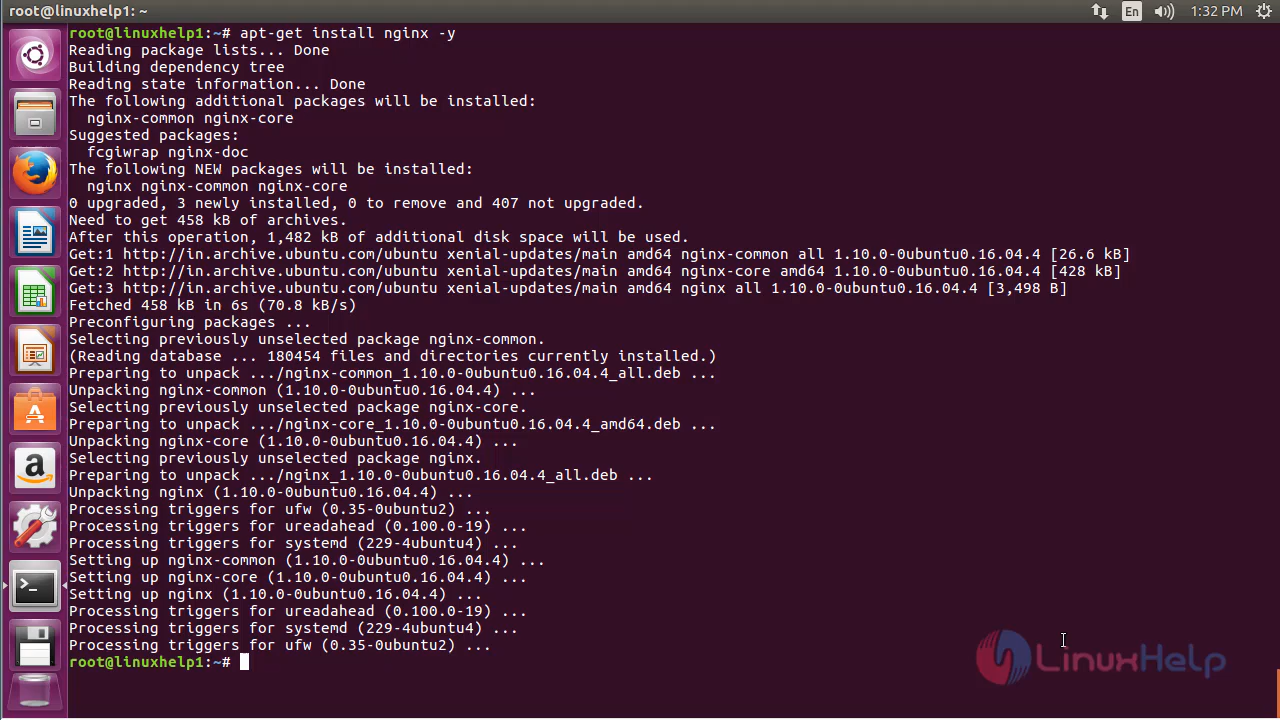 root@linuxhelp1: ~
En
1:32 PM
root@linuxhelp1:~# apt-get install nginx -y
Reading package lists... Done
Building dependency tree
Reading state information... Done
The following additional packages will be installed:
  nginx-common nginx-core
Suggested packages:
  fcgiwrap nginx-doc
The following NEW packages will be installed:
  nginx nginx-common nginx-core
0 upgraded, 3 newly installed, 0 to remove and 407 not upgraded.
Need to get 458 kB of archives.
After this operation, 1,482 kB of additional disk space will be used.
Get:1 http://in.archive.ubuntu.com/ubuntu xenial-updates/main amd64 nginx-common all 1.10.0-0ubuntu0.16.04.4 [26.6 kB]
Get:2 http://in.archive.ubuntu.com/ubuntu xenial-updates/main amd64 nginx-core amd64 1.10.0-0ubuntu0.16.04.4 [428 kB]
Get:3 http://in.archive.ubuntu.com/ubuntu xenial-updates/main amd64 nginx all 1.10.0-0ubuntu0.16.04.4 [3,498 B]
Fetched 458 kB in 6s (70.8 kB/s)
Preconfiguring packages ...
Selecting previously unselected package nginx-common.
(Reading database ... 180454 files and directories currently installed.)
Preparing to unpack .../nginx-common_1.10.0-0ubuntu0.16.04.4_all.deb ...
Unpacking nginx-common (1.10.0-0ubuntu0.16.04.4) ...
Selecting previously unselected package nginx-core.
Preparing to unpack .../nginx-core_1.10.0-0ubuntu0.16.04.4_amd64.deb ...
Unpacking nginx-core (1.10.0-0ubuntu0.16.04.4) ...
Selecting previously unselected package nginx.
Preparing to unpack .../nginx_1.10.0-0ubuntu0.16.04.4_all.deb ...
Unpacking nginx (1.10.0-0ubuntu0.16.04.4) ...
Processing triggers for ufw (0.35-0ubuntu2) ...
Processing triggers for ureadahead (0.100.0-19) ...
Processing triggers for systemd (229-4ubuntu4) ...
Setting up nginx-common (1.10.0-0ubuntu0.16.04.4) ...
Setting up nginx-core (1.10.0-0ubuntu0.16.04.4) ...
Setting up nginx (1.10.0-0ubuntu0.16.04.4) ...
Processing triggers for ureadahead (0.100.0-19) ...
Processing triggers for systemd (229-4ubuntu4) ...
Processing triggers for ufw (0.35-0ubuntu2) ...
root@linuxhelp1:~#
LinuxHelp